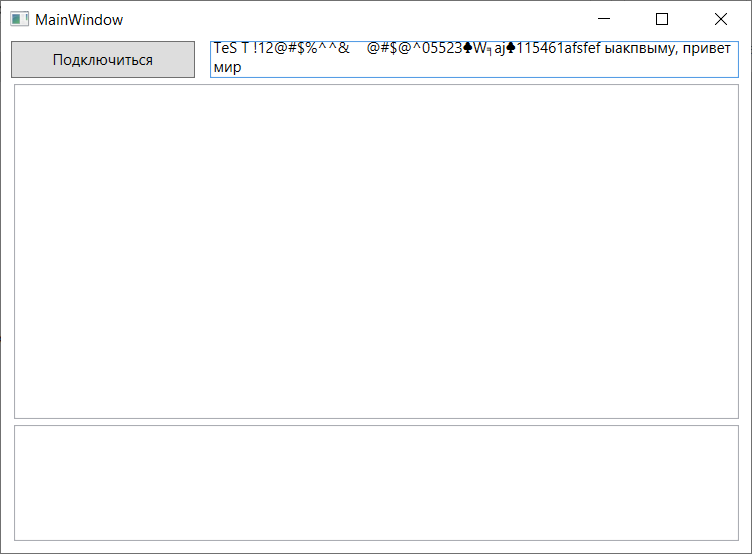 MainWindow
Подключиться
TeS T !12@#$%^^& @#$@^05523♠W╕aj♠115461afsfef ыакпвыму, привет
мир